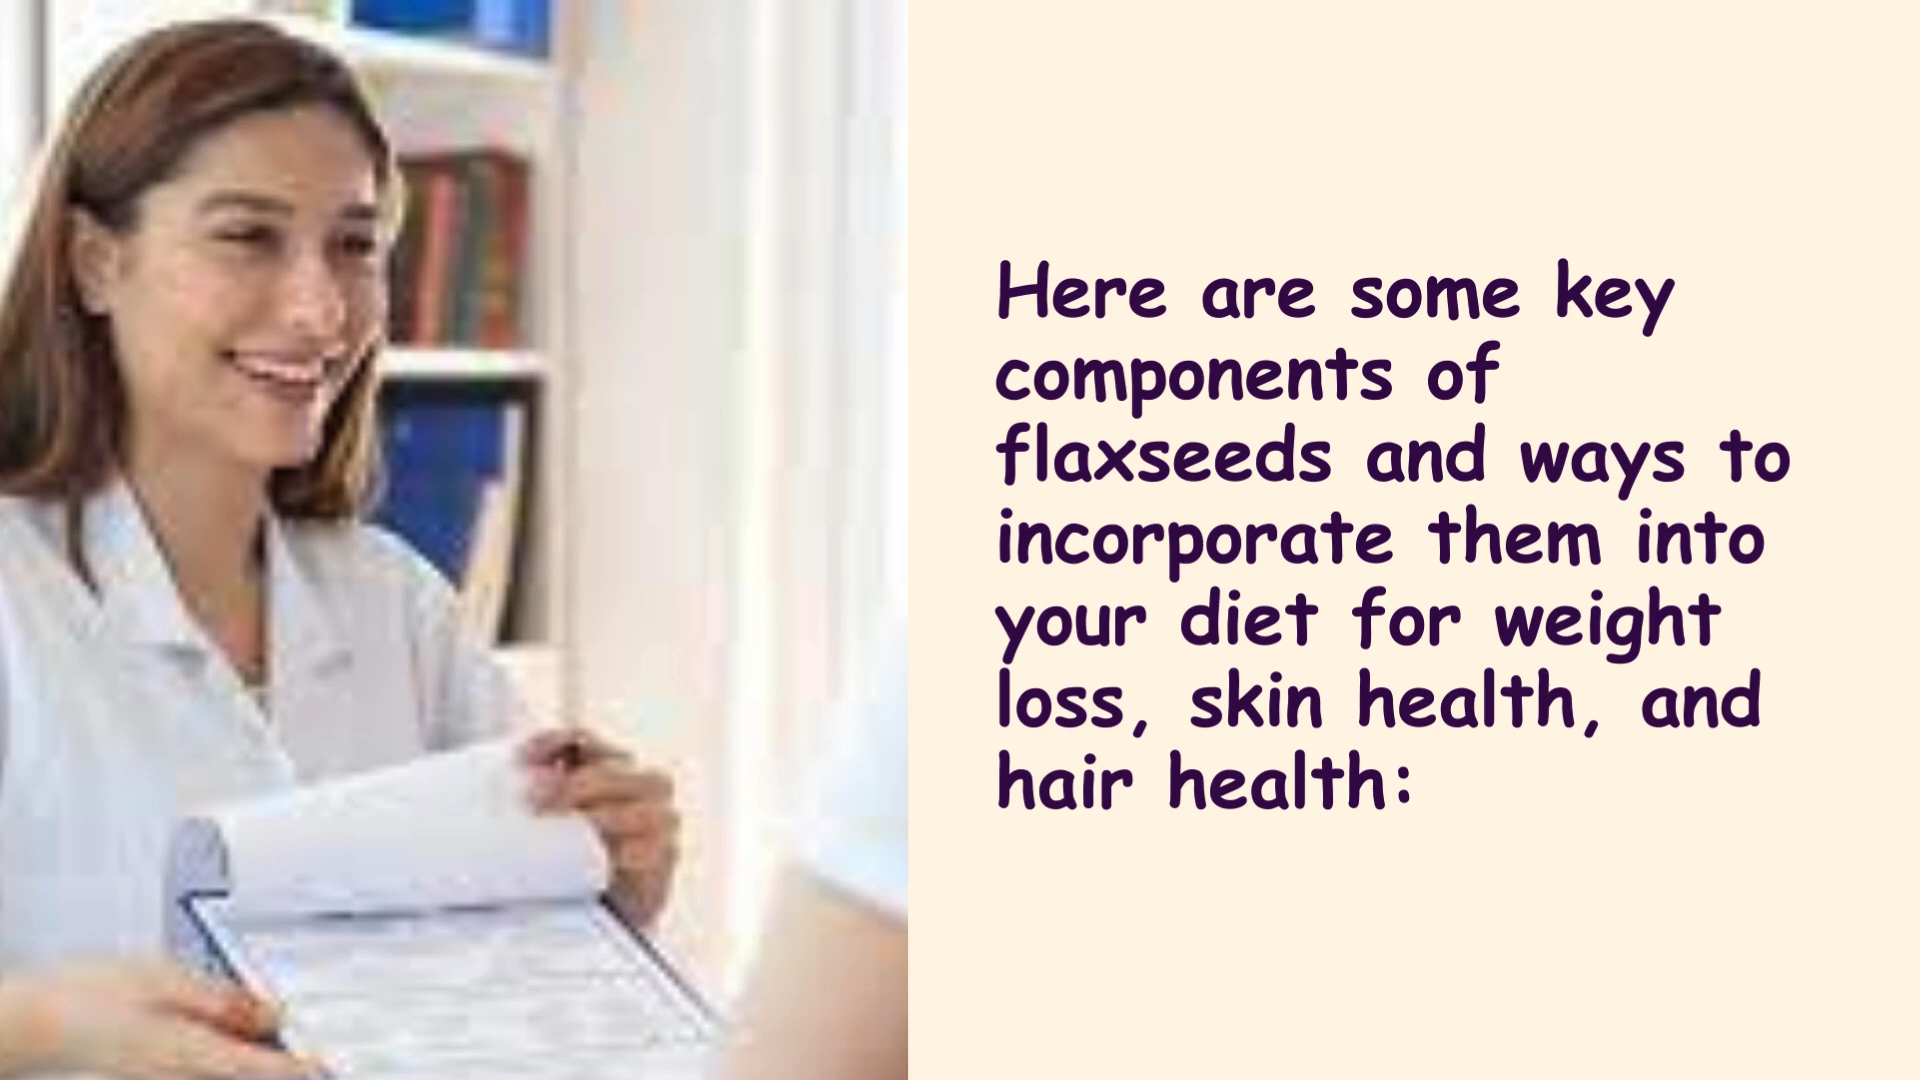 Here are some key
components of
flaxseeds and ways to
incorporate them into
your diet for weight
loss, skin health, and
hair health: